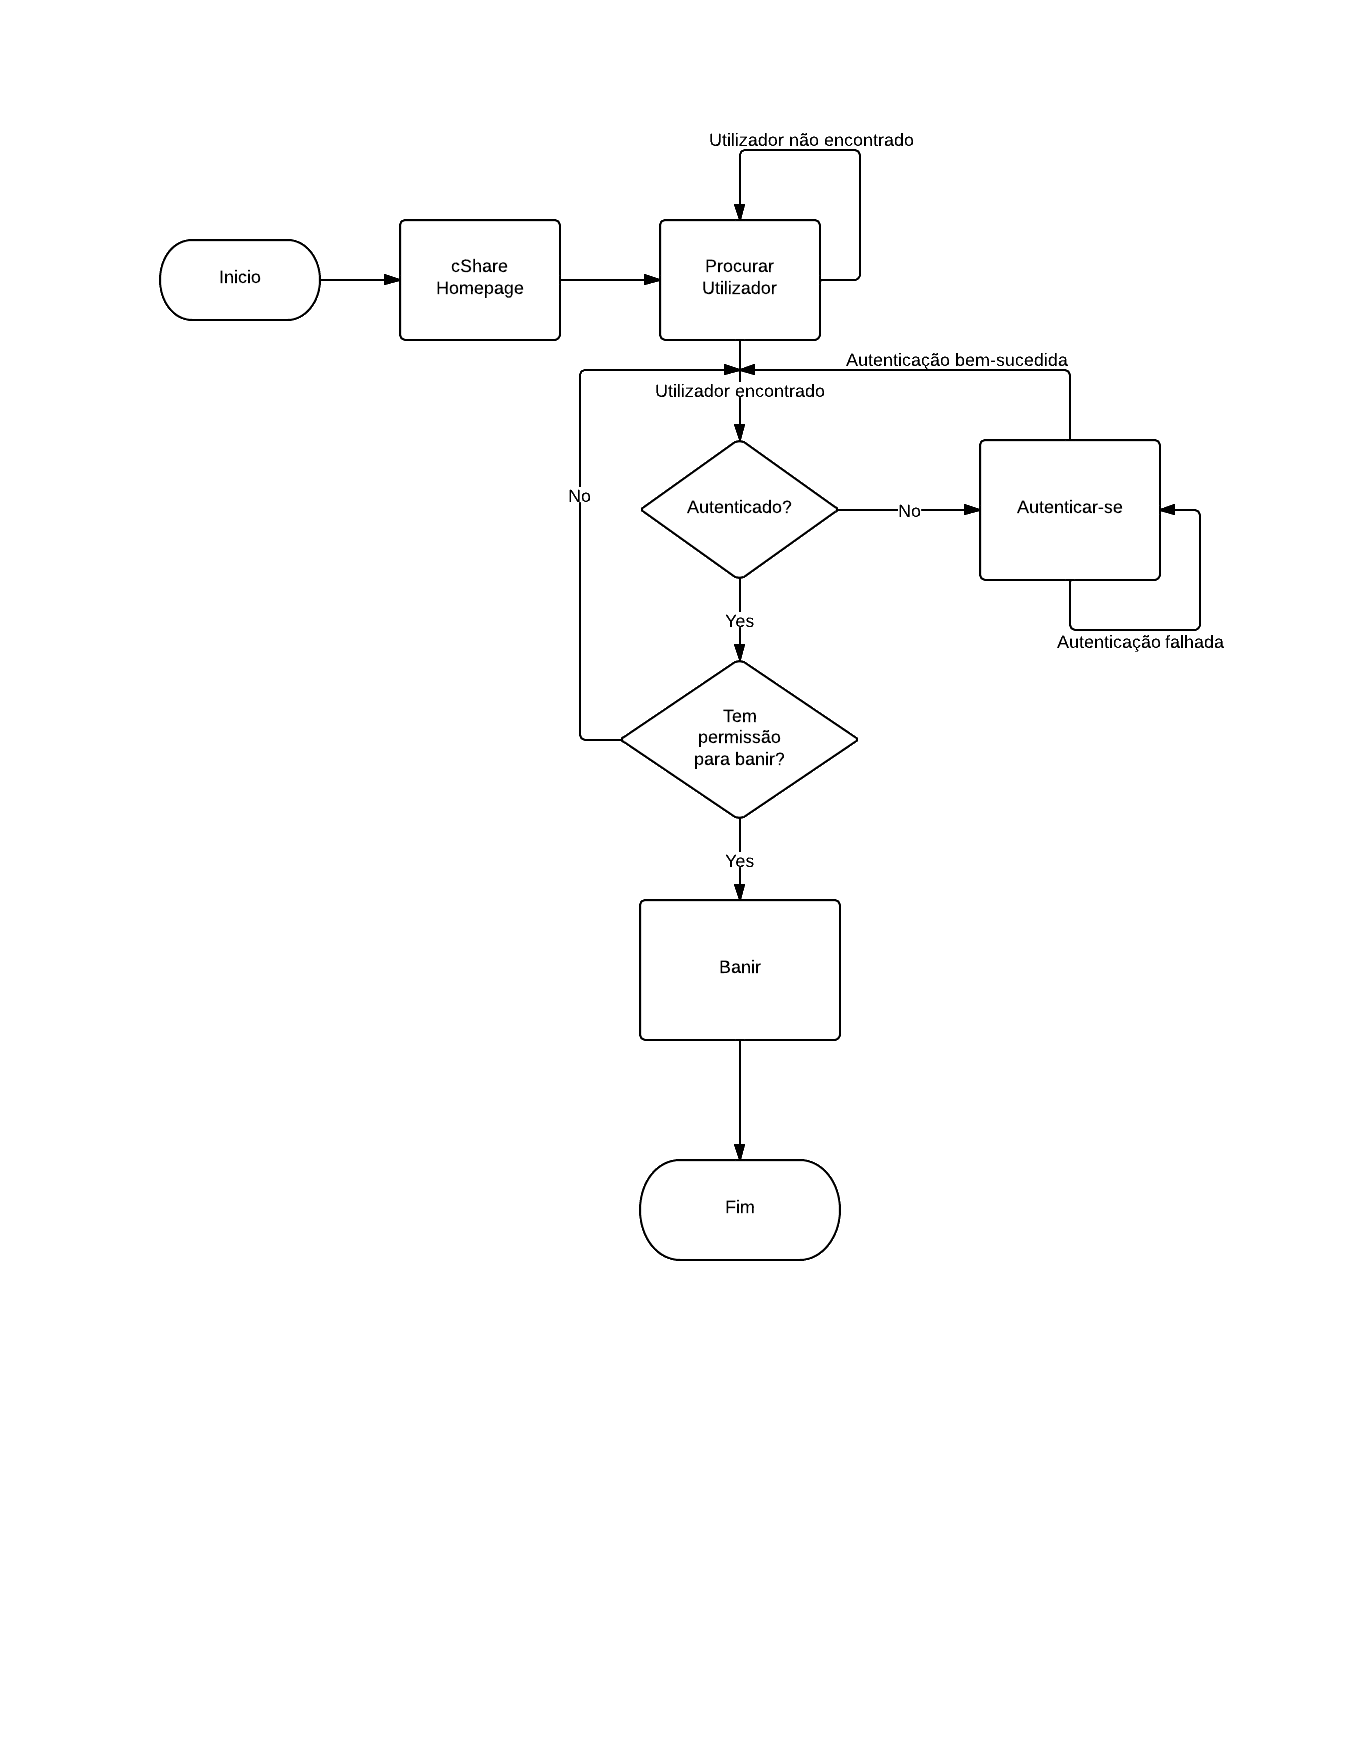 Utilizador não encontrado
Inicio
cShare
Homepage
Procurar
Utilizador
Autenticação bem-sucedida
Utilizador encontrado
No
Autenticado?
No
Autenticar-se
Yes
Autenticação falhada
Tem
permissão
para banir?
Yes
Banir
Fim